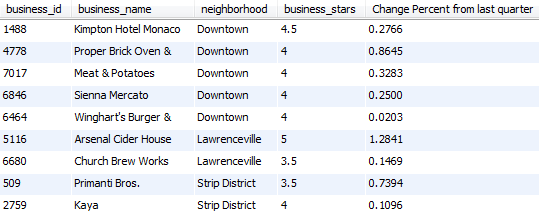 business_id business_name neighborhood business_stars Change Percent from last quarter
1488 Kimpton Hotel Monaco Downtown 4.5 0.2766
4778 Proper Brick Oven & Downtown 4 0.8645
7017 Meat & Potatoes Downtown 4 0.3283
6846 Sienna Mercato Downtown 4 0.2500
6464 Winghart's Burger & Downtown 4 0.0203
5116 Arsenal Cider House Lawrenceville 5 1.2841
6680 Church Brew Works Lawrenceville 3.5 0.1469
509 Primanti Bros. Strip District 3.5 0.7394
2759 Kaya Strip District 4 0.1096